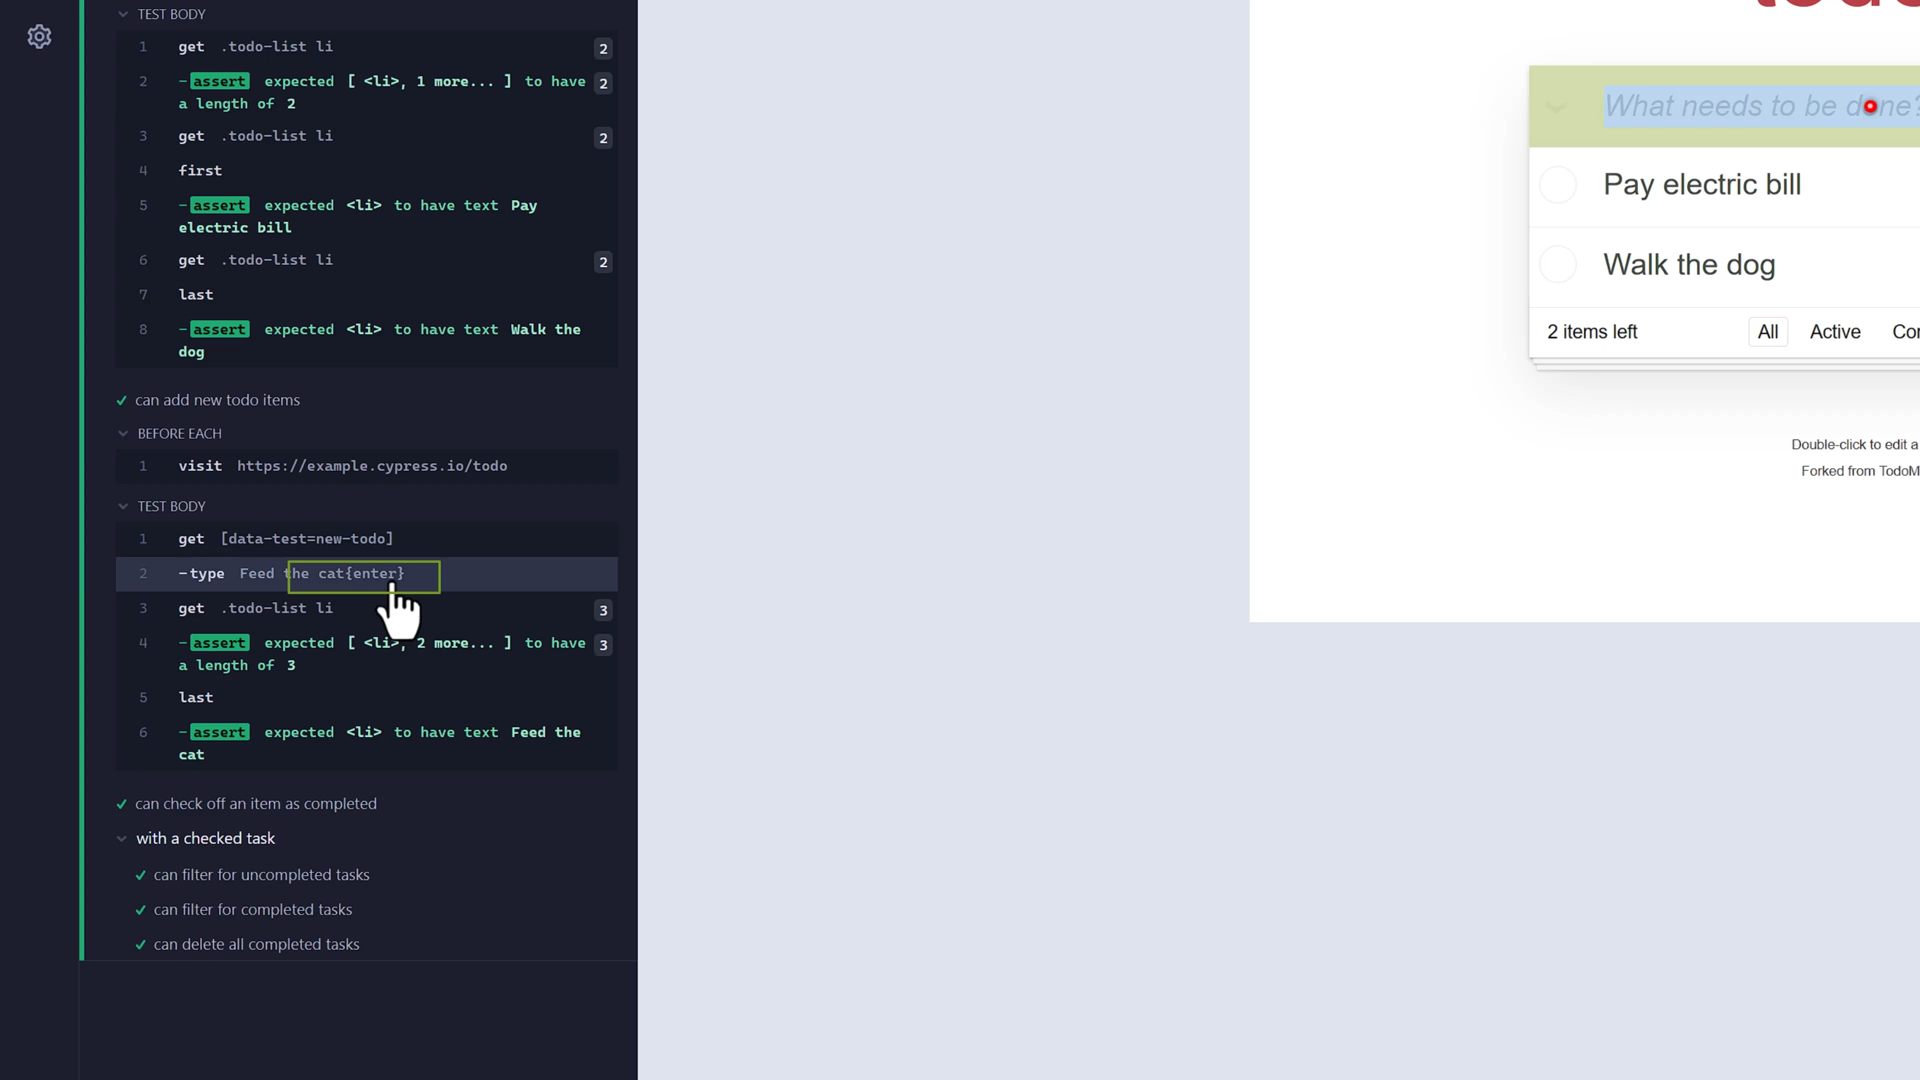 TEST BODY
1 get .todo-list li 2
2 -assert expected [ <li>, 1 more... ] to have 2
a length of 2
3 get .todo-list li 2
4 first
5 -assert expected <li> to have text Pay
electric bill
6 get .todo-list li 2
7 last
8 -assert expected <li> to have text Walk the
dog
can add new todo items
BEFORE EACH
1 visit https://example.cypress.io/todo
TEST BODY
1 get [data-test=new-todo]
2 -type Feed the cat{enter}
3 get .todo-list li 3
4 -assert expected [ <li>, 2 more... ] to have 3
a length of 3
5 last
6 -assert expected <li> to have text Feed the
cat
can check off an item as completed
with a checked task
can filter for uncompleted tasks
can filter for completed tasks
can delete all completed tasks
What needs to be done?
Pay electric bill
Walk the dog
2 items left All Active Com
Double-click to edit a
Forked from TodoM